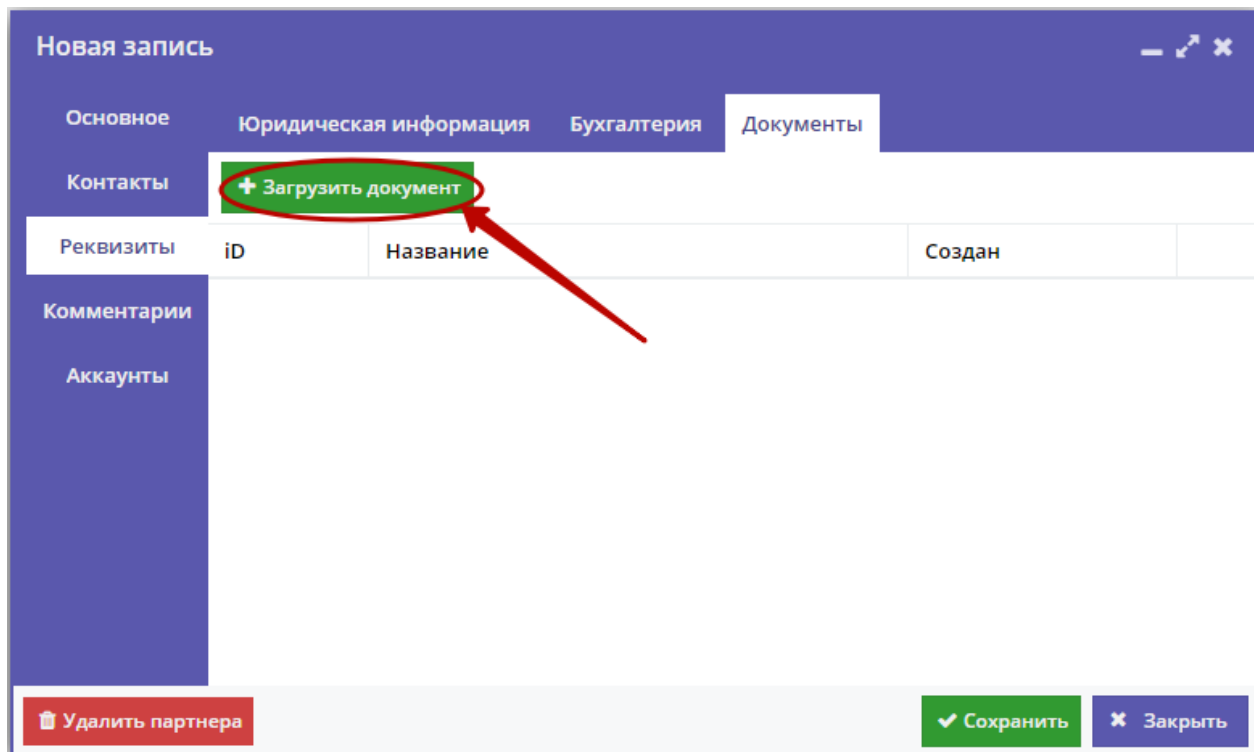 Новая запись
Основное
Контакты
Реквизиты
Комментарии
Аккаунты
Юридическая информация Бухгалтерия Документы
Загрузить документ
iD Название Создан
Удалить партнера Сохранить Закрыть